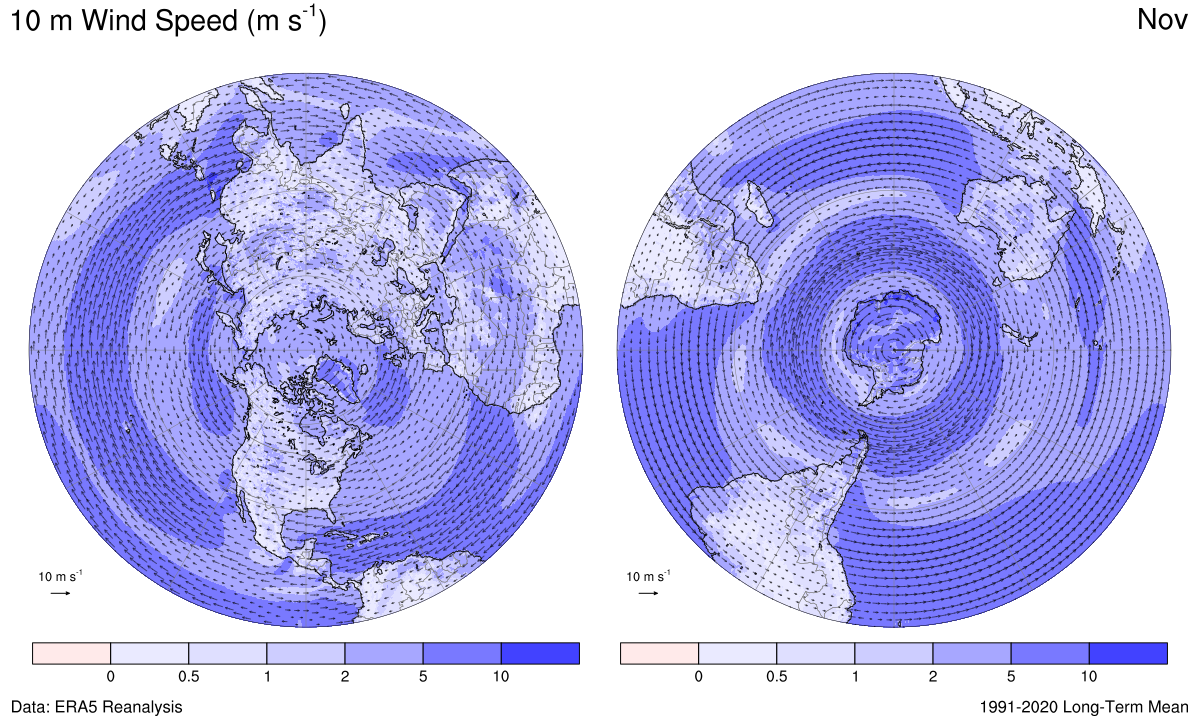 10 m Wind Speed (m s⁻¹) Nov
10 m s⁻¹ 10 m s⁻¹
0 0.5 1 2 5 10 0 0.5 1 2 5 10
Data: ERA5 Reanalysis 1991-2020 Long-Term Mean